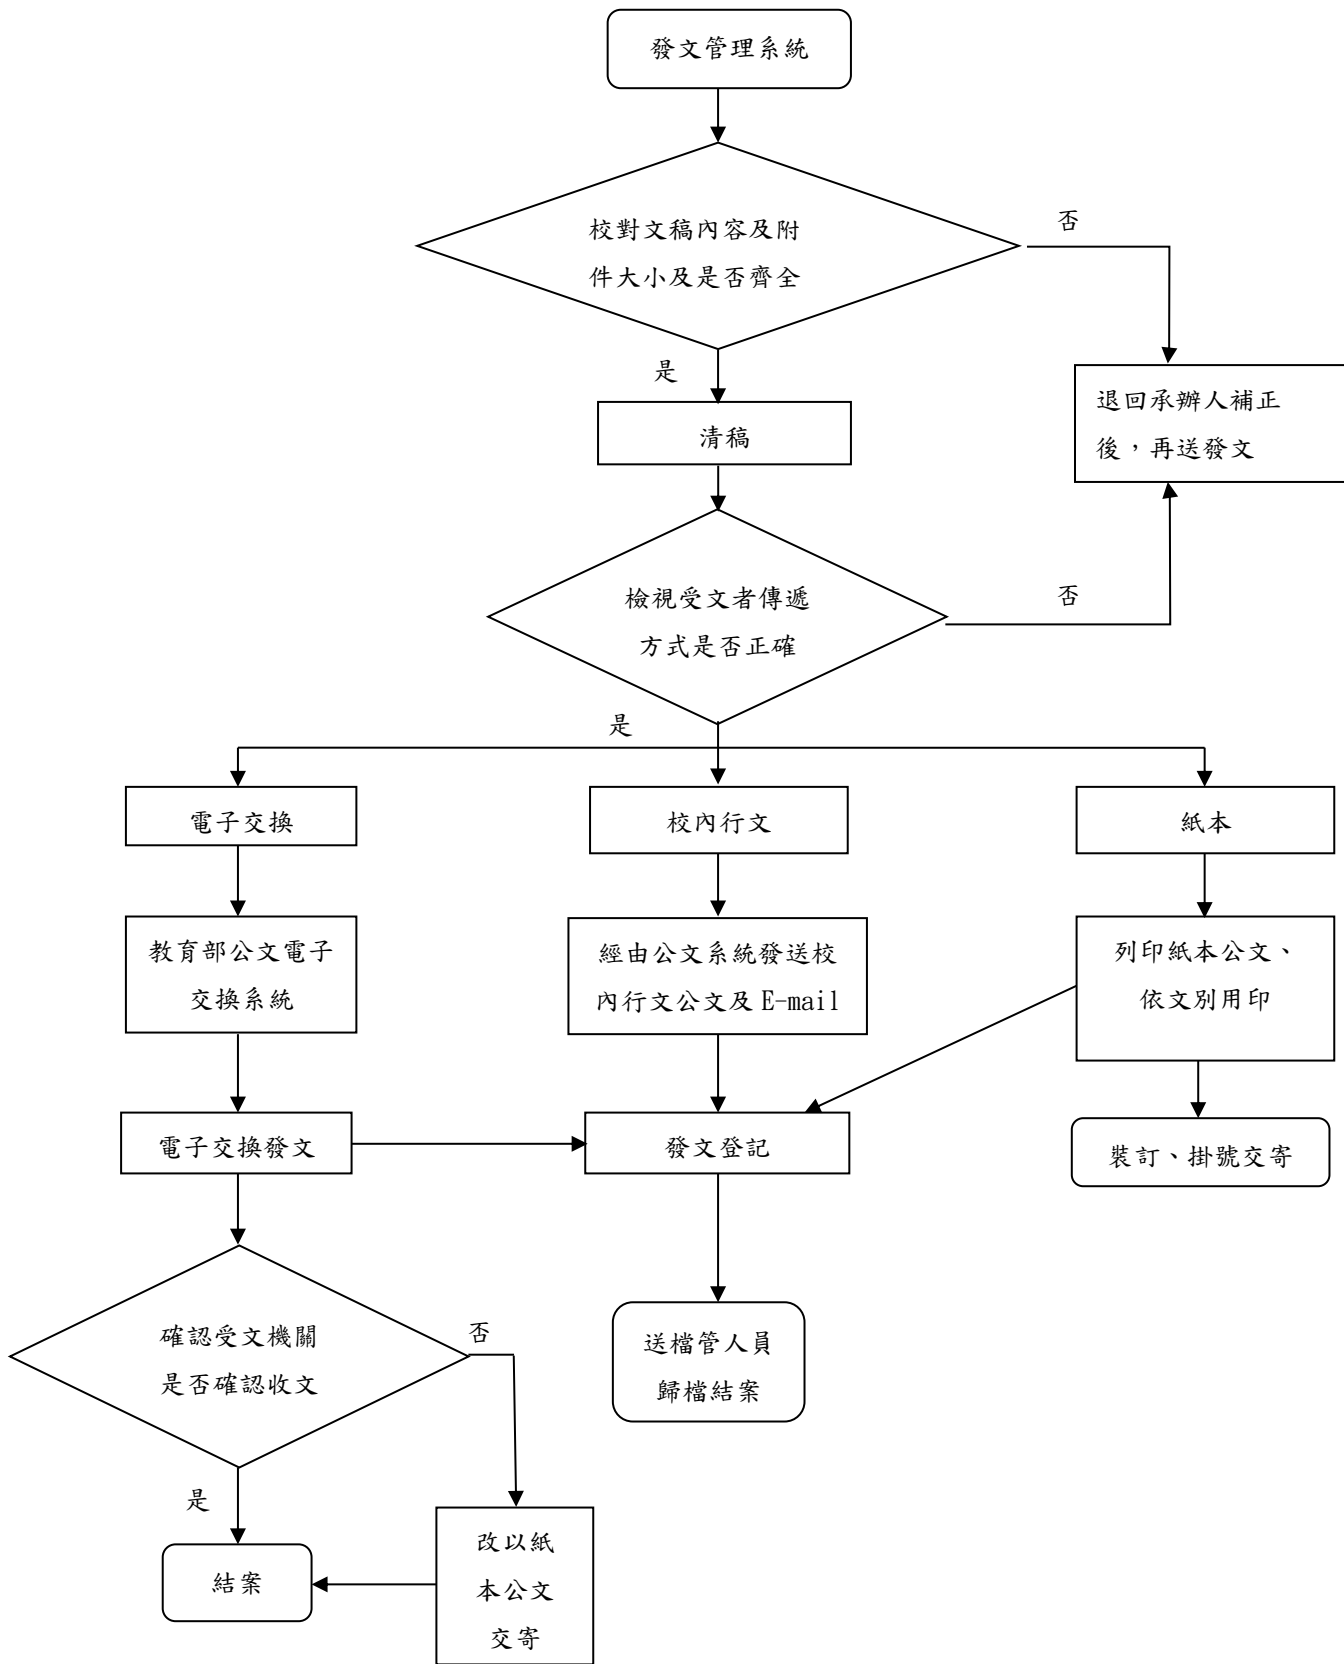 發文管理系統
校對文稿內容及附
件大小及是否齊全
否
是
退回承辦人補正
後，再送發文
清稿
檢視受文者傳遞
方式是否正確
否
是
電子交換
校內行文
紙本
教育部公文電子
交換系統
經由公文系統發送校
內行文公文及 E-mail
列印紙本公文、
依文別用印
電子交換發文
發文登記
裝訂、掛號交寄
確認受文機關
是否確認收文
否
送檔管人員
歸檔結案
是
結案
改以紙
本公文
交寄